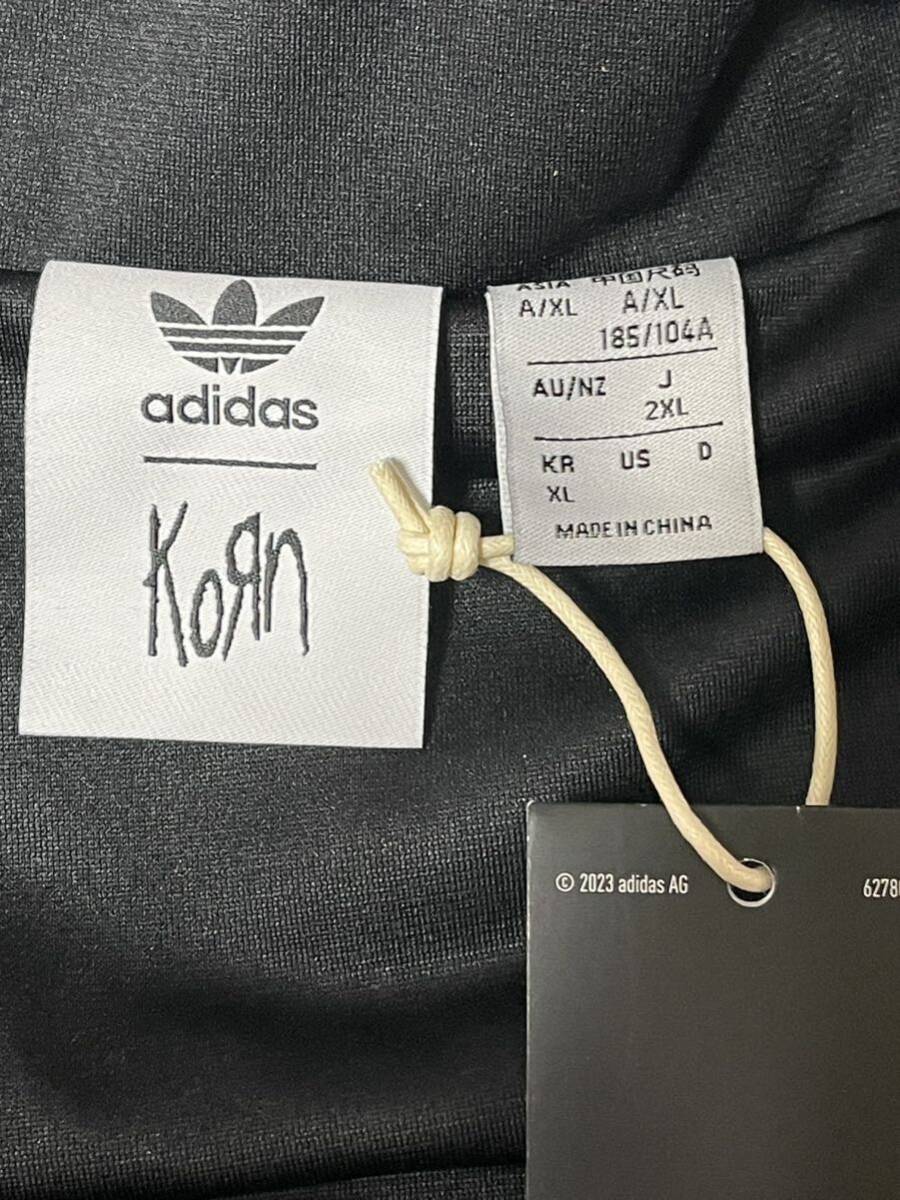 adidas
KoЯn
ASIA 中国尺码
A/XL A/XL
185/104A
AU/NZ J
2XL
KR US D
XL
MADE IN CHINA
© 2023 adidas AG